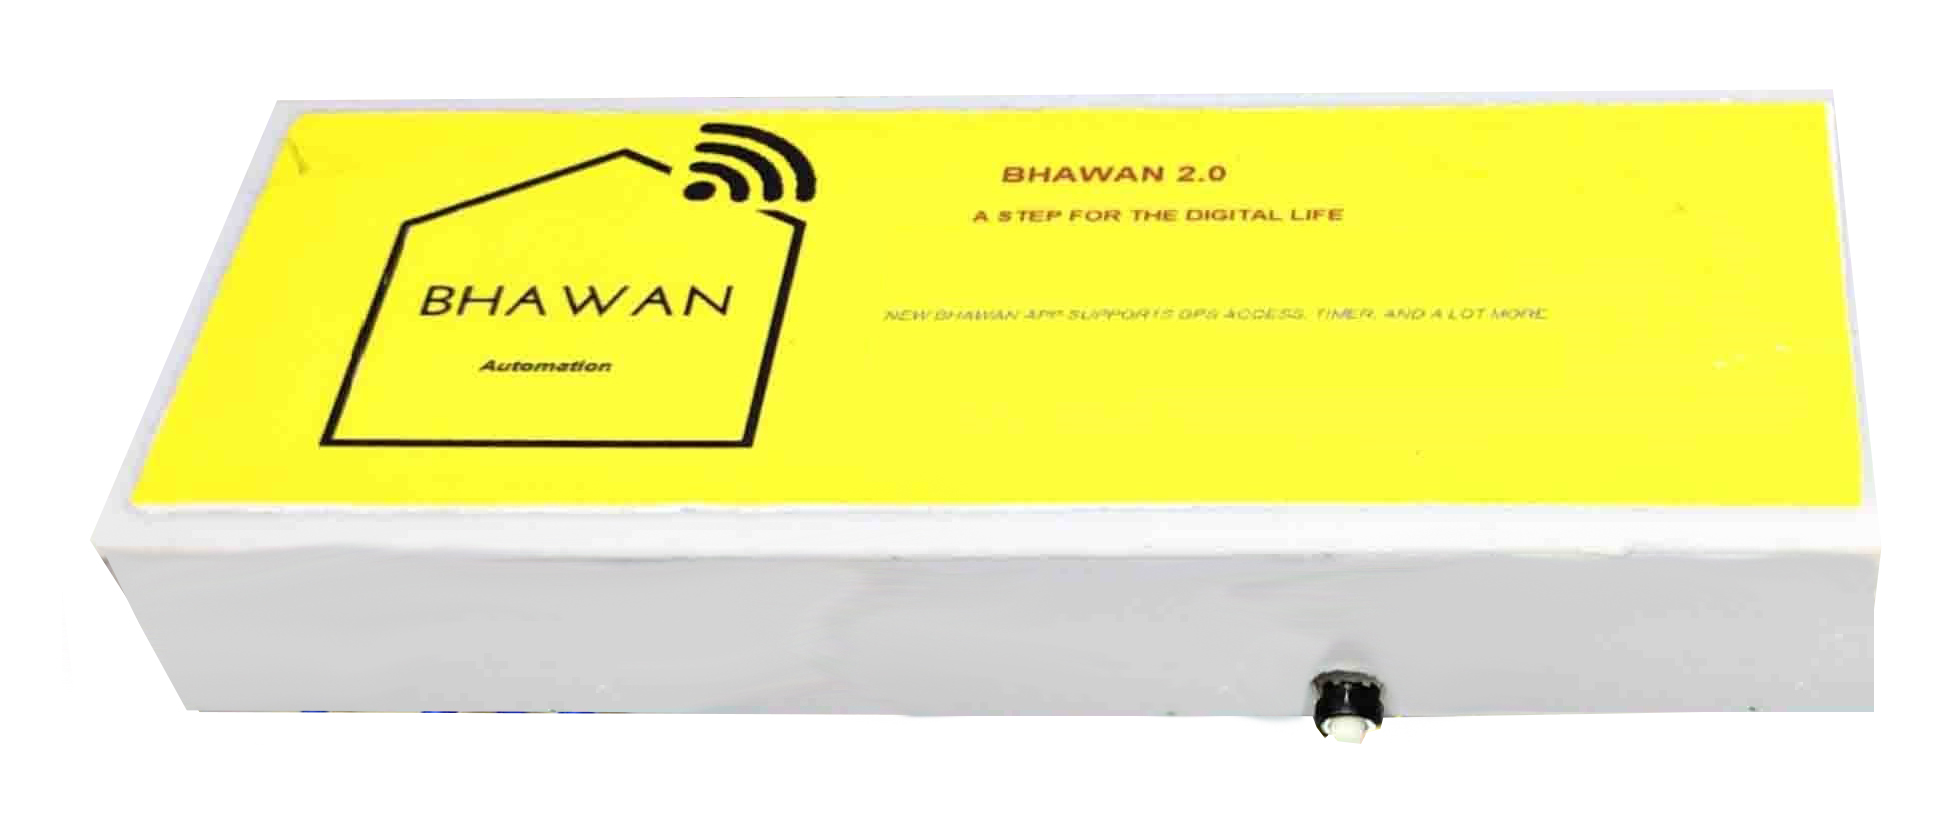 BHAWAN
Automation
BHAWAN 2.0
A STEP FOR THE DIGITAL LIFE
NEW BHAWAN APP SUPPORTS GPS ACCESS, TIMER, AND A LOT MORE